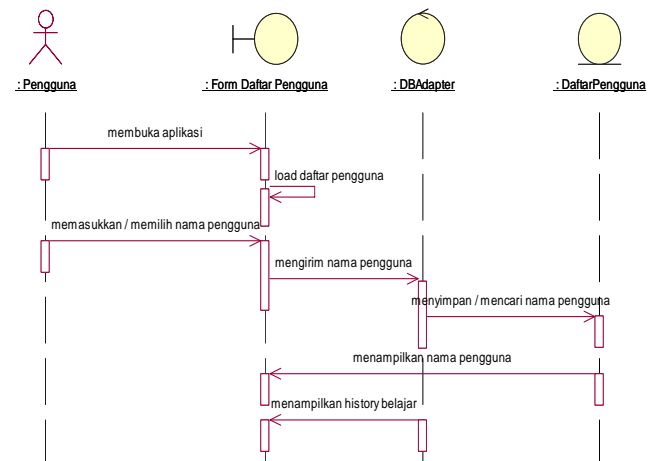 : Pengguna
: Form Daftar Pengguna
: DBAdapter
: DaftarPengguna
membuka aplikasi
load daftar pengguna
memasukkan / memilih nama pengguna
mengirim nama pengguna
menyimpan / mencari nama pengguna
menampilkan nama pengguna
menampilkan history belajar